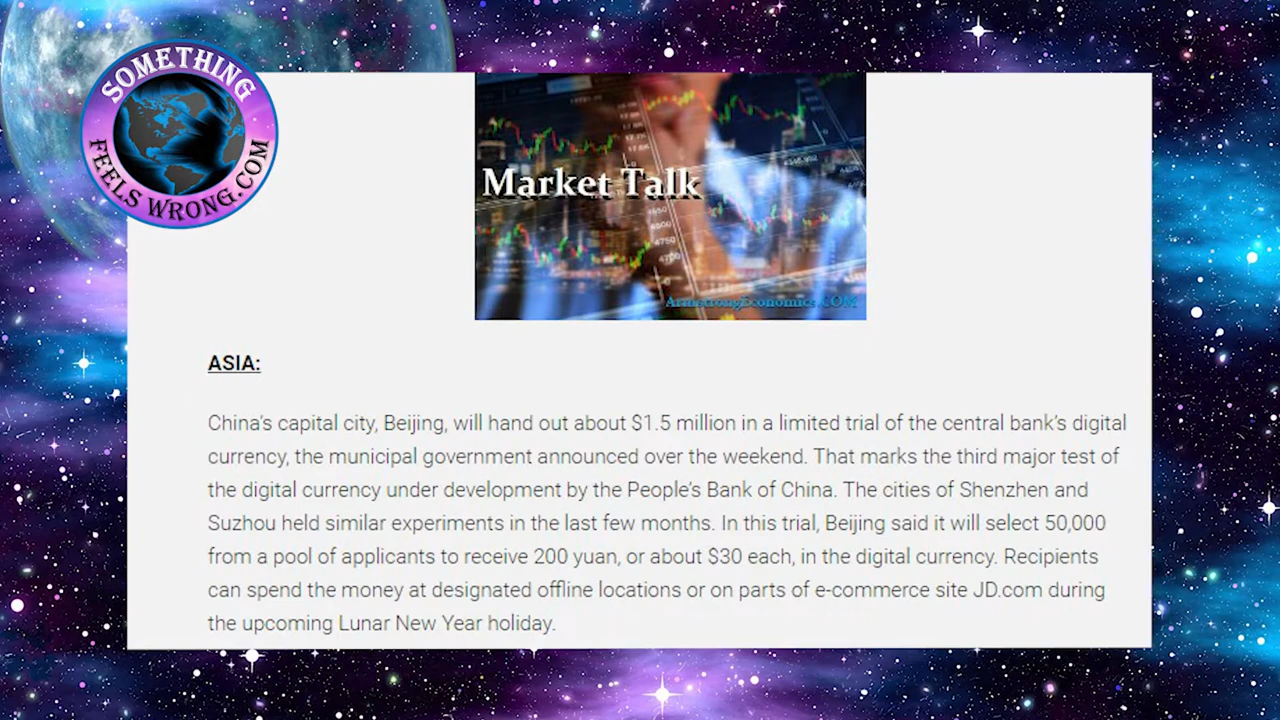 SOMETHING
FEELS WRONG.COM
Market Talk
ArmstrongEconomics.COM
ASIA:
China's capital city, Beijing, will hand out about $1.5 million in a limited trial of the central bank's digital
currency, the municipal government announced over the weekend. That marks the third major test of
the digital currency under development by the People's Bank of China. The cities of Shenzhen and
Suzhou held similar experiments in the last few months. In this trial, Beijing said it will select 50,000
from a pool of applicants to receive 200 yuan, or about $30 each, in the digital currency. Recipients
can spend the money at designated offline locations or on parts of e-commerce site JD.com during
the upcoming Lunar New Year holiday.